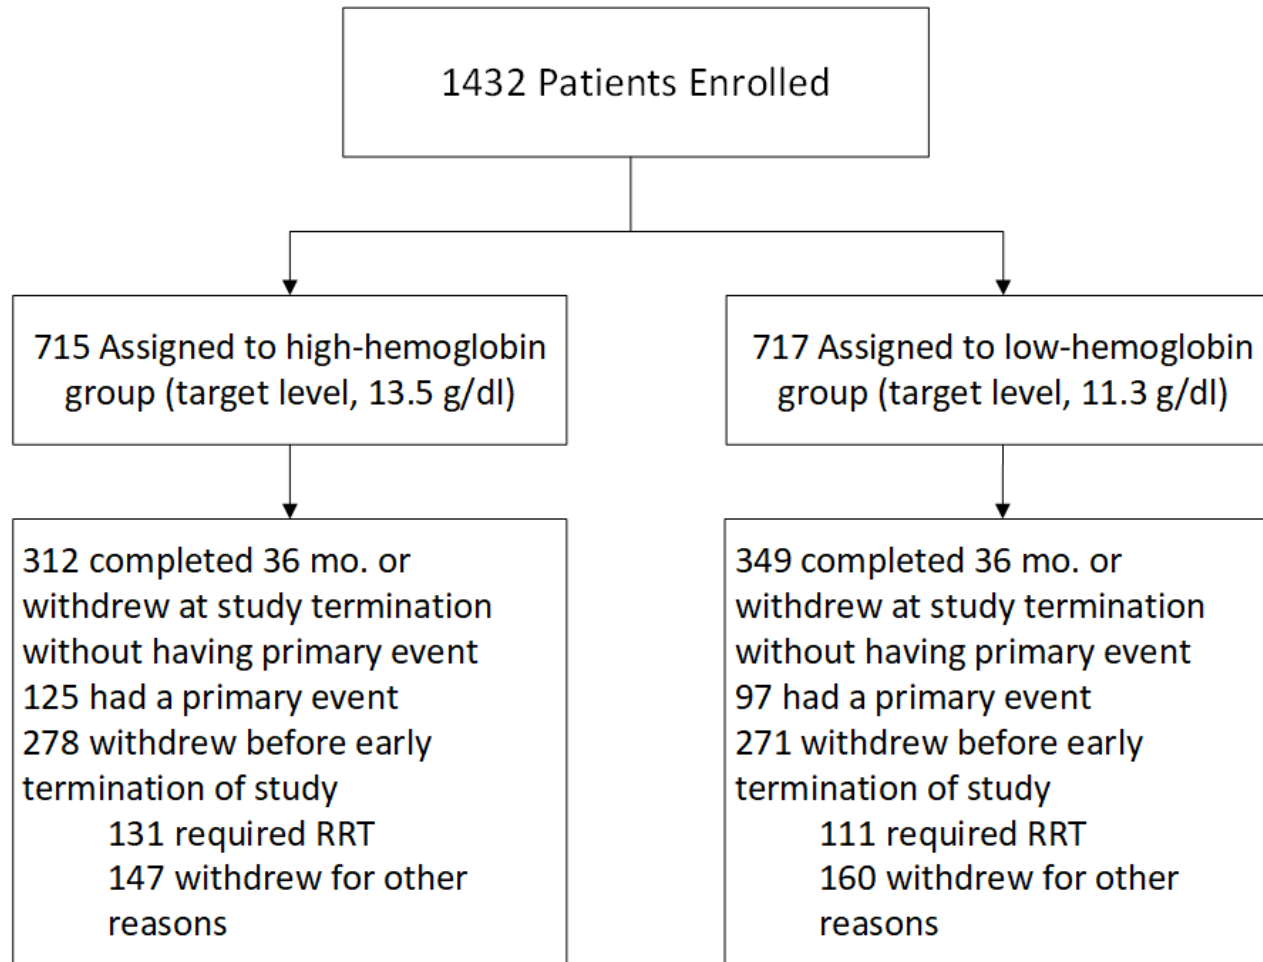 1432 Patients Enrolled
715 Assigned to high-hemoglobin
group (target level, 13.5 g/dl)
717 Assigned to low-hemoglobin
group (target level, 11.3 g/dl)
312 completed 36 mo. or
withdrew at study termination
without having primary event
125 had a primary event
278 withdrew before early
termination of study
131 required RRT
147 withdrew for other
reasons
349 completed 36 mo. or
withdrew at study termination
without having primary event
97 had a primary event
271 withdrew before early
termination of study
111 required RRT
160 withdrew for other
reasons